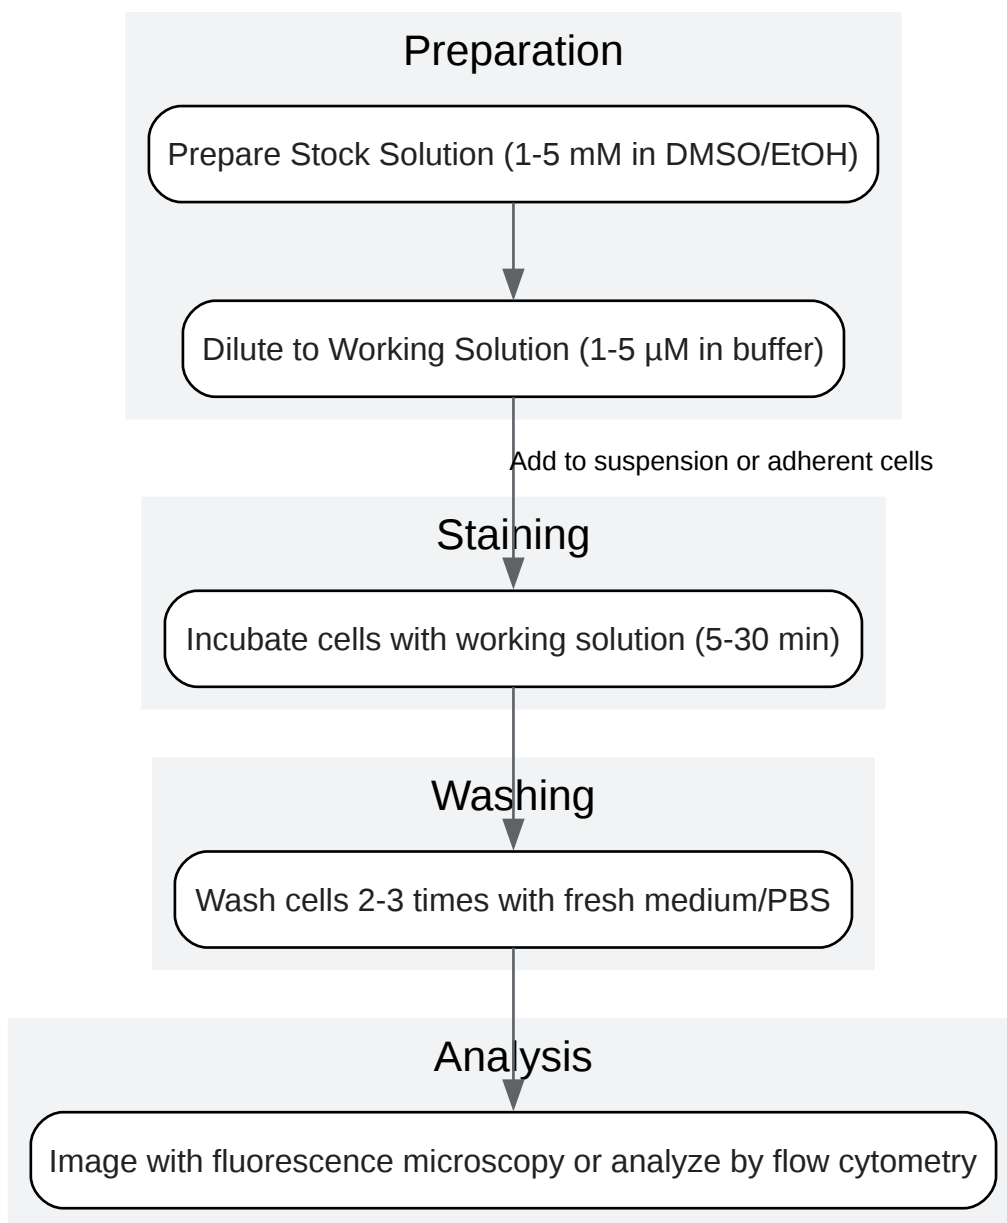 Preparation
Prepare Stock Solution (1-5 mM in DMSO/EtOH)
Dilute to Working Solution (1-5 µM in buffer)
Add to suspension or adherent cells
Staining
Incubate cells with working solution (5-30 min)
Washing
Wash cells 2-3 times with fresh medium/PBS
Analysis
Image with fluorescence microscopy or analyze by flow cytometry